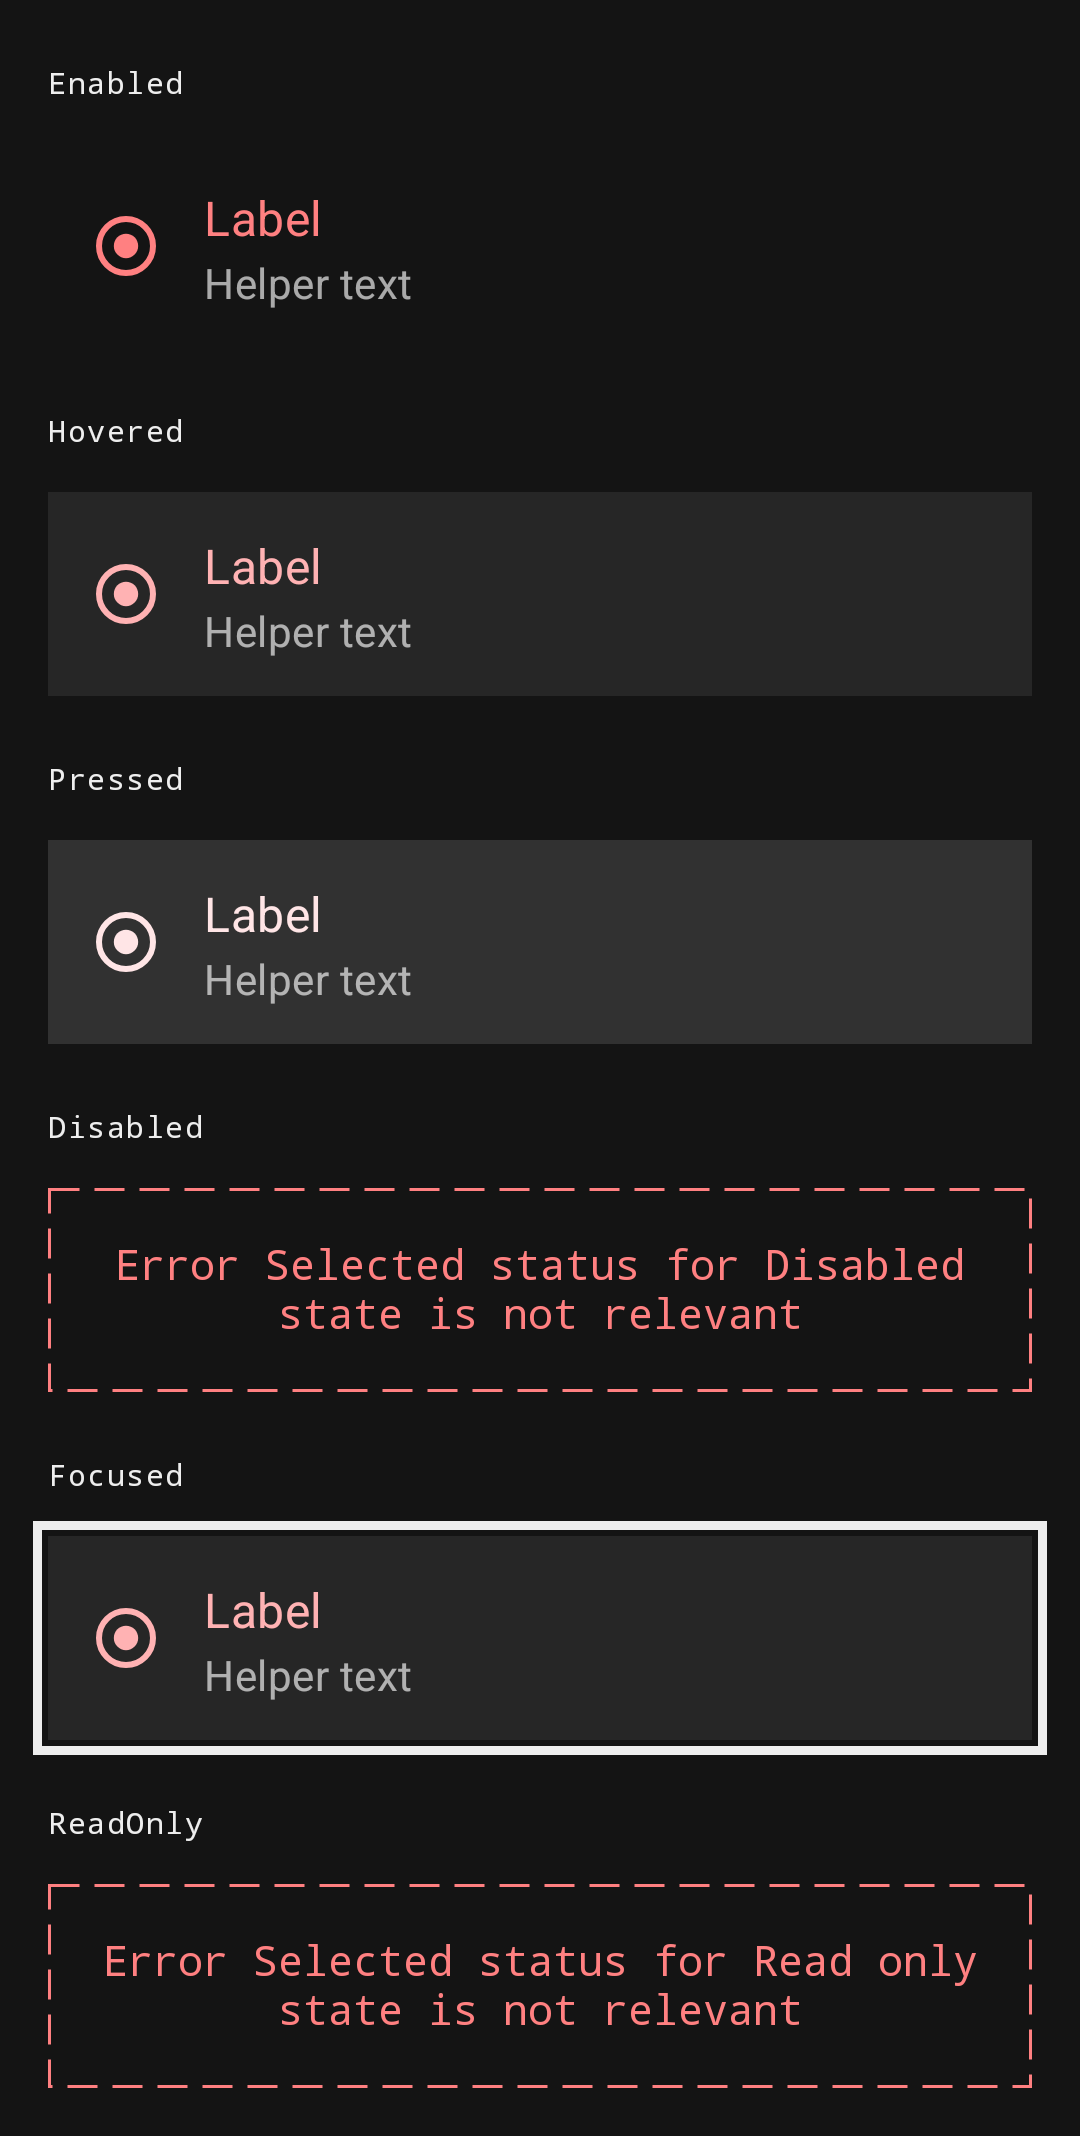 Enabled
Label
Helper text
Hovered
Label
Helper text
Pressed
Label
Helper text
Disabled
Error Selected status for Disabled
state is not relevant
Focused
Label
Helper text
ReadOnly
Error Selected status for Read only
state is not relevant